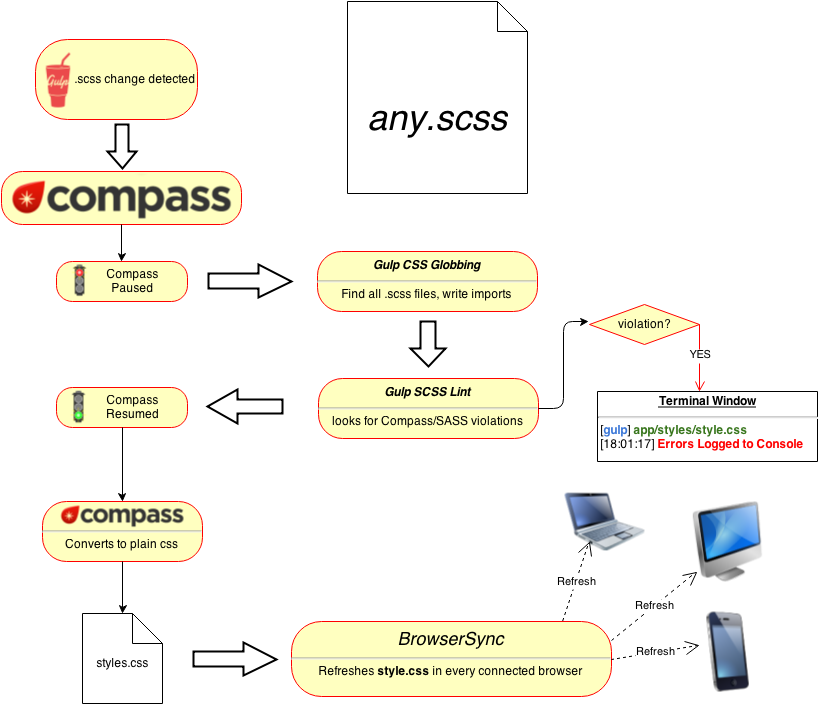 Gulp
.scss change detected
any.scss
compass
Compass
Paused
Gulp CSS Globbing
Find all .scss files, write imports
violation?
YES
Gulp SCSS Lint
looks for Compass/SASS violations
Compass
Resumed
Terminal Window
[gulp] app/styles/style.css
[18:01:17] Errors Logged to Console
compass
Converts to plain css
Refresh
Refresh
Refresh
styles.css
BrowserSync
Refreshes style.css in every connected browser